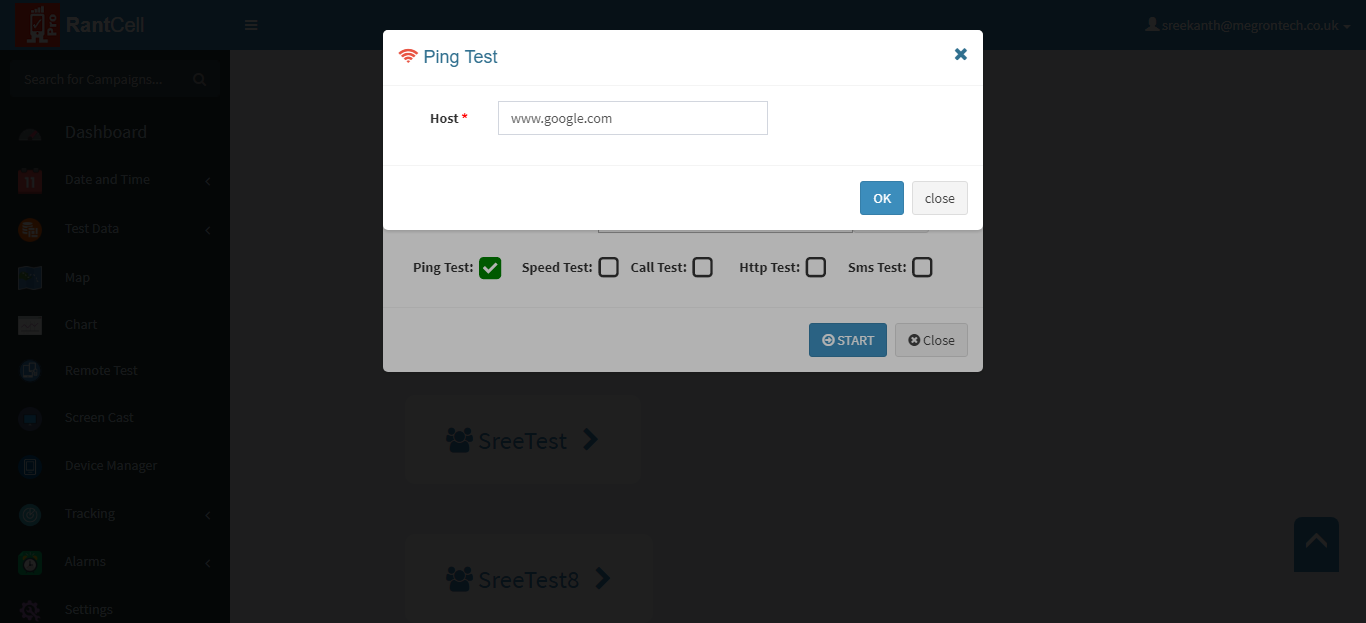 Pro
RantCell
sreekanth@megrontech.co.uk
Search for Campaigns...
Dashboard
11
Date and Time
Test Data
Map
Chart
Remote Test
Screen Cast
Device Manager
Tracking
Alarms
Settings
Ping Test
Host *
www.google.com
OK
close
Ping Test:
Speed Test:
Call Test:
Http Test:
Sms Test:
START
Close
SreeTest
SreeTest8